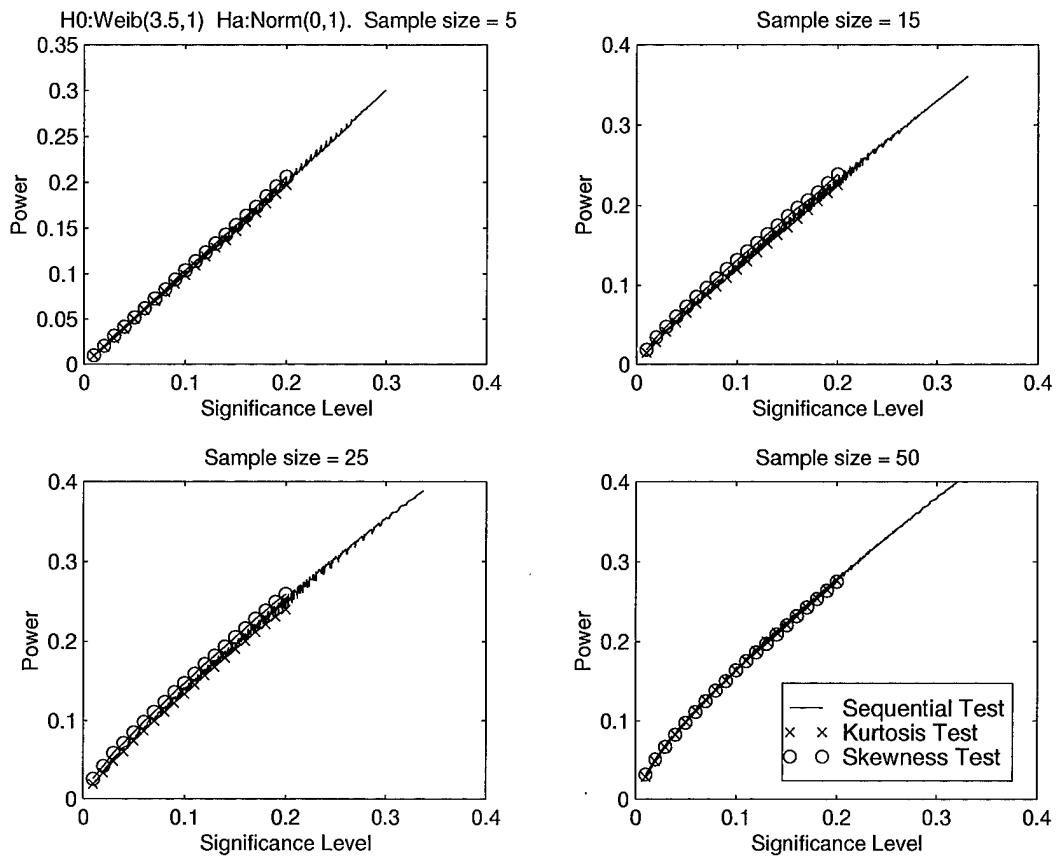 H0:Weib(3.5,1) Ha:Norm(0,1). Sample size = 5
0.35
0.3
0.25
0.2
0.15
0.1
0.05
0
Power
0
0.1
0.2
0.3
0.4
Significance Level
Sample size = 15
0.4
0.3
0.2
0.1
0
Power
0
0.1
0.2
0.3
0.4
Significance Level
Sample size = 25
0.4
0.3
0.2
0.1
0
Power
0
0.1
0.2
0.3
0.4
Significance Level
Sample size = 50
0.4
0.3
0.2
0.1
0
Power
Sequential Test
Kurtosis Test
Skewness Test
0
0.1
0.2
0.3
0.4
Significance Level